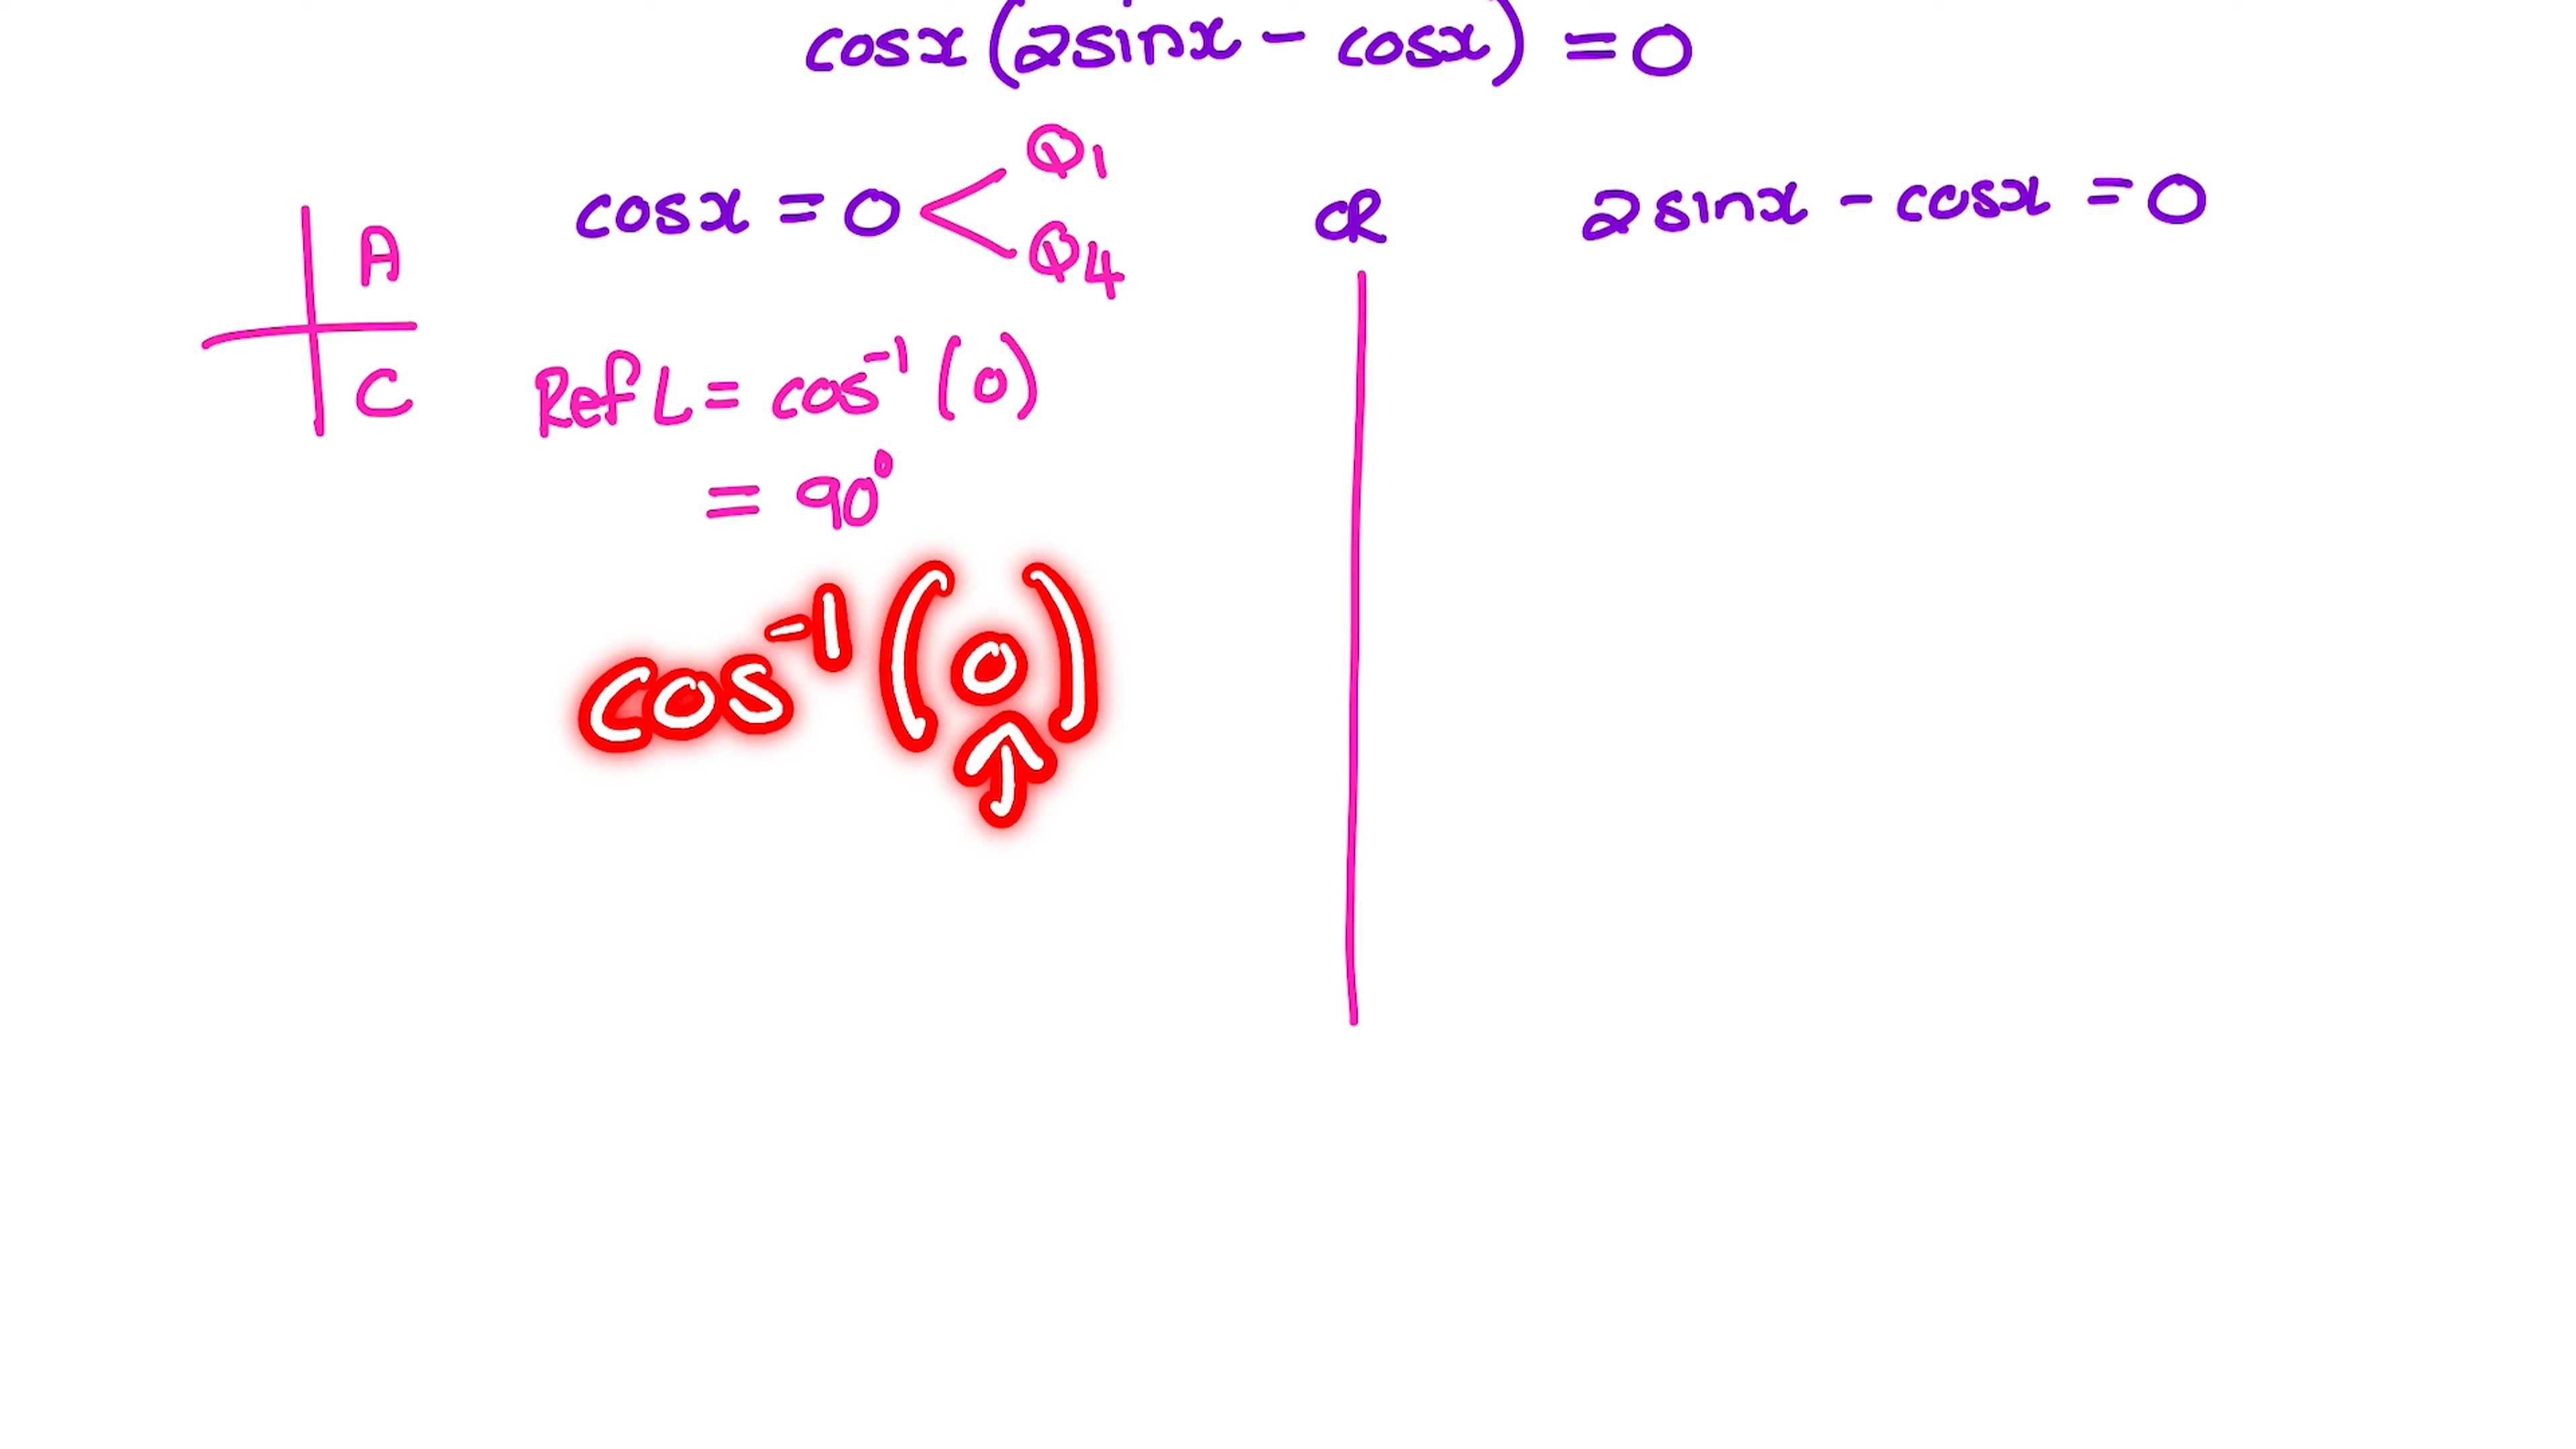 cosx(2sinx - cosx) = 0
Q1
cosx = 0 OR 2sinx - cosx = 0
Q4
A
C
Ref L = cos⁻¹(0)
= 90°
cos⁻¹(0)
↑